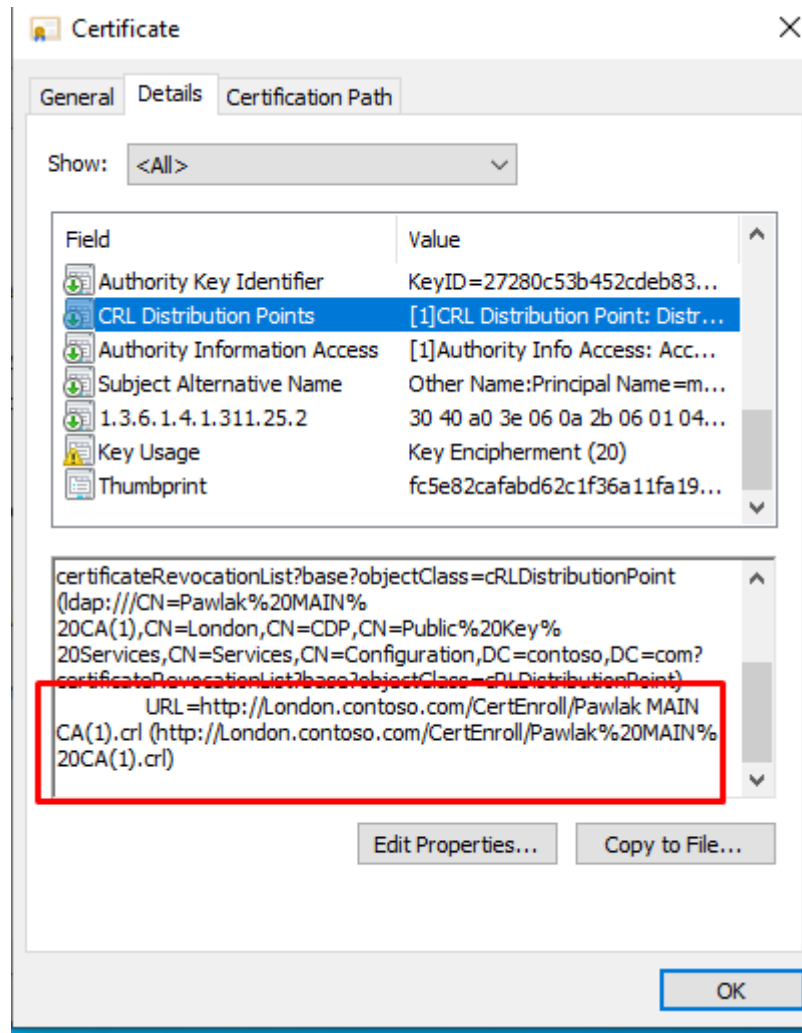 Certificate
General Details Certification Path
Show: <All>
Field Value
Authority Key Identifier KeyID=27280c53b452cdeb83...
CRL Distribution Points [1]CRL Distribution Point: Distr...
Authority Information Access [1]Authority Info Access: Acc...
Subject Alternative Name Other Name:Principal Name=m...
1.3.6.1.4.1.311.25.2 30 40 a0 3e 06 0a 2b 06 01 04...
Key Usage Key Encipherment (20)
Thumbprint fc5e82cafabd62c1f36a11fa19...
certificateRevocationList?base?objectClass=cRLDistributionPoint
(ldap:///CN=Pawlak%20MAIN%
20CA(1),CN=London,CN=CDP,CN=Public%20Key%
20Services,CN=Services,CN=Configuration,DC=contoso,DC=com?
certificateRevocationList?base?objectClass=cRLDistributionPoint)
URL=http://London.contoso.com/CertEnroll/Pawlak MAIN
CA(1).crl (http://London.contoso.com/CertEnroll/Pawlak%20MAIN%
20CA(1).crl)
Edit Properties... Copy to File...
OK